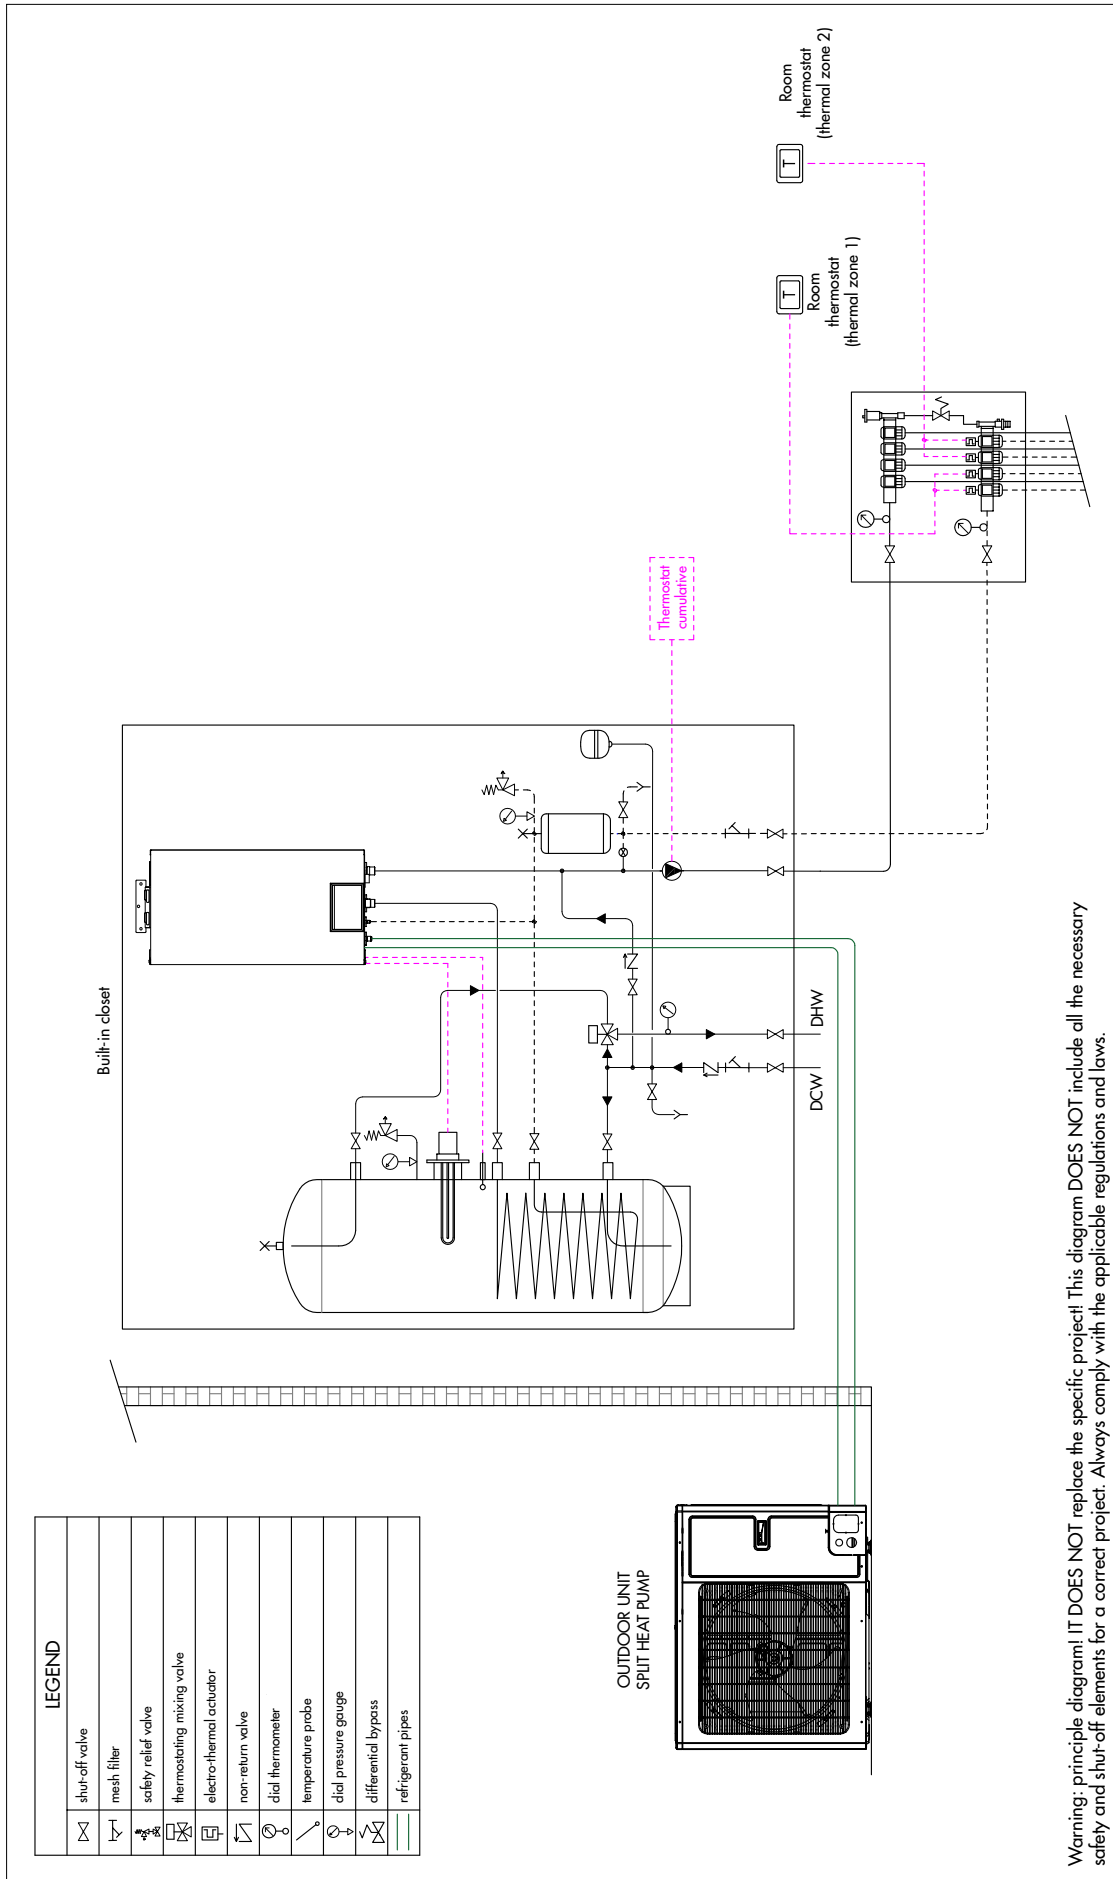 LEGEND
shut-off valve
mesh filter
safety relief valve
thermostating mixing valve
electro-thermal actuator
non-return valve
dial thermometer
temperature probe
dial pressure gauge
differential bypass
refrigerant pipes
OUTDOOR UNIT
SPLIT HEAT PUMP
Built-in closet
DCW
DHW
Thermostat
cumulative
T
Room
thermostat
(thermal zone 1)
T
Room
thermostat
(thermal zone 2)
Warning: principle diagram! IT DOES NOT replace the specific project! This diagram DOES NOT include all the necessary
safety and shut-off elements for a correct project. Always comply with the applicable regulations and laws.